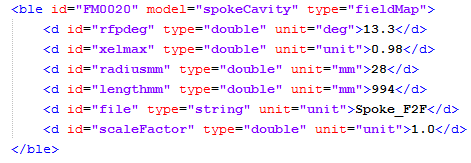 <ble id="FM0020" model="spokeCavity" type="fieldMap">
<d id="rfpdeg" type="double" unit="deg">13.3</d>
<d id="xelmax" type="double" unit="unit">0.98</d>
<d id="radiusmm" type="double" unit="mm">28</d>
<d id="lengthmm" type="double" unit="mm">994</d>
<d id="file" type="string" unit="unit">Spoke_F2F</d>
<d id="scaleFactor" type="double" unit="unit">1.0</d>
</ble>